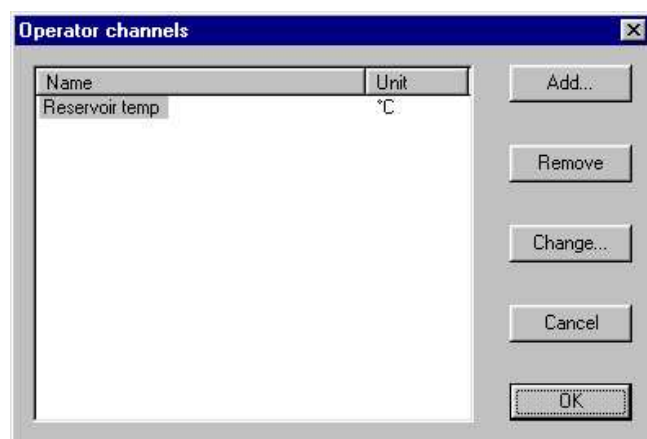 Operator channels
Name Unit Add...
Reservoir temp °C
Remove
Change...
Cancel
OK